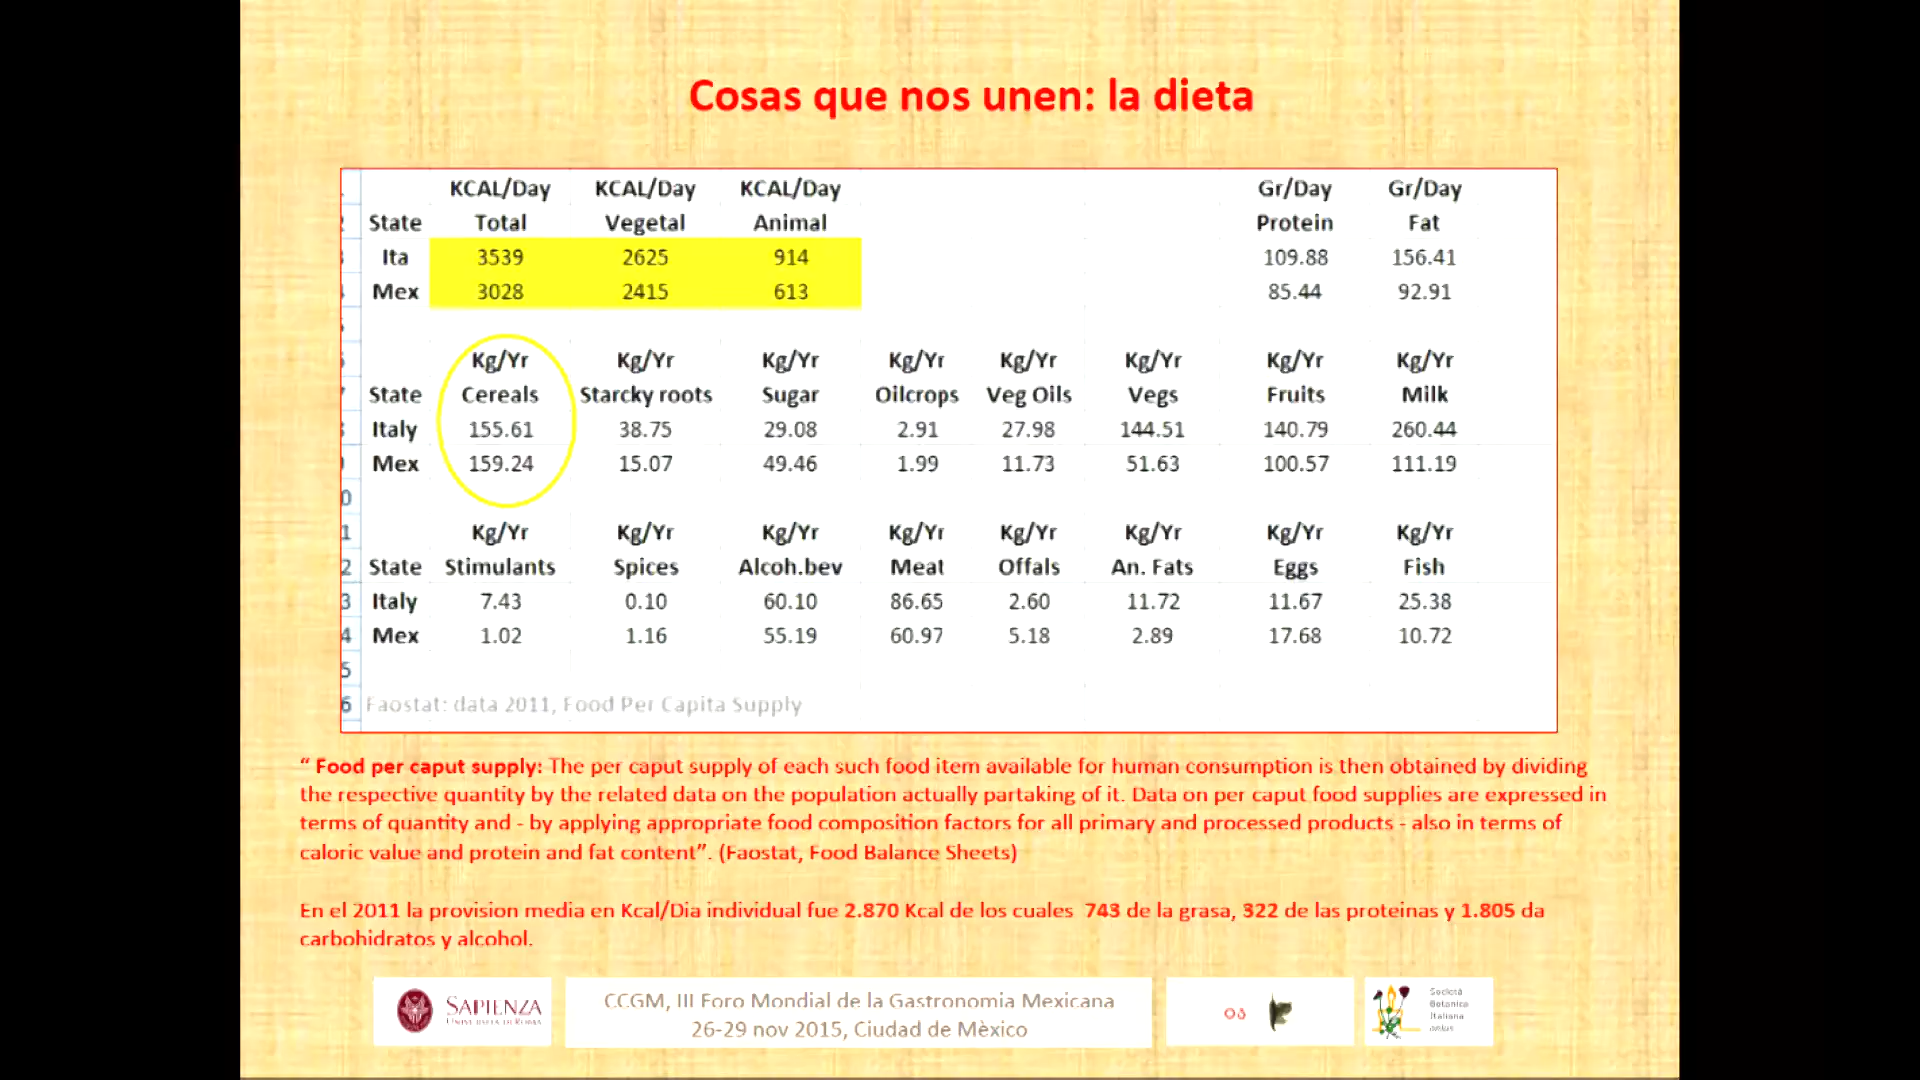 Cosas que nos unen: la dieta
KCAL/Day KCAL/Day KCAL/Day Gr/Day Gr/Day
State Total Vegetal Animal Protein Fat
Ita 3539 2625 914 109.88 156.41
Mex 3028 2415 613 85.44 92.91
Kg/Yr Kg/Yr Kg/Yr Kg/Yr Kg/Yr Kg/Yr Kg/Yr Kg/Yr
State Cereals Starcky roots Sugar Oilcrops Veg Oils Vegs Fruits Milk
Italy 155.61 38.75 29.08 2.91 27.98 144.51 140.79 260.44
Mex 159.24 15.07 49.46 1.99 11.73 51.63 100.57 111.19
0
1 Kg/Yr Kg/Yr Kg/Yr Kg/Yr Kg/Yr Kg/Yr Kg/Yr Kg/Yr
2 State Stimulants Spices Alcoh.bev Meat Offals An. Fats Eggs Fish
3 Italy 7.43 0.10 60.10 86.65 2.60 11.72 11.67 25.38
4 Mex 1.02 1.16 55.19 60.97 5.18 2.89 17.68 10.72
5
6 Faostat: data 2011, Food Per Capita Supply
“ Food per caput supply: The per caput supply of each such food item available for human consumption is then obtained by dividing
the respective quantity by the related data on the population actually partaking of it. Data on per caput food supplies are expressed in
terms of quantity and - by applying appropriate food composition factors for all primary and processed products - also in terms of
caloric value and protein and fat content”. (Faostat, Food Balance Sheets)
En el 2011 la provision media en Kcal/Dia individual fue 2.870 Kcal de los cuales 743 de la grasa, 322 de las proteinas y 1.805 da
carbohidratos y alcohol.
SAPIENZA
UNIVERSITÀ DI ROMA
CCGM, III Foro Mondial de la Gastronomia Mexicana
26-29 nov 2015, Ciudad de Mèxico
Società
Botanica
Italiana
onlus